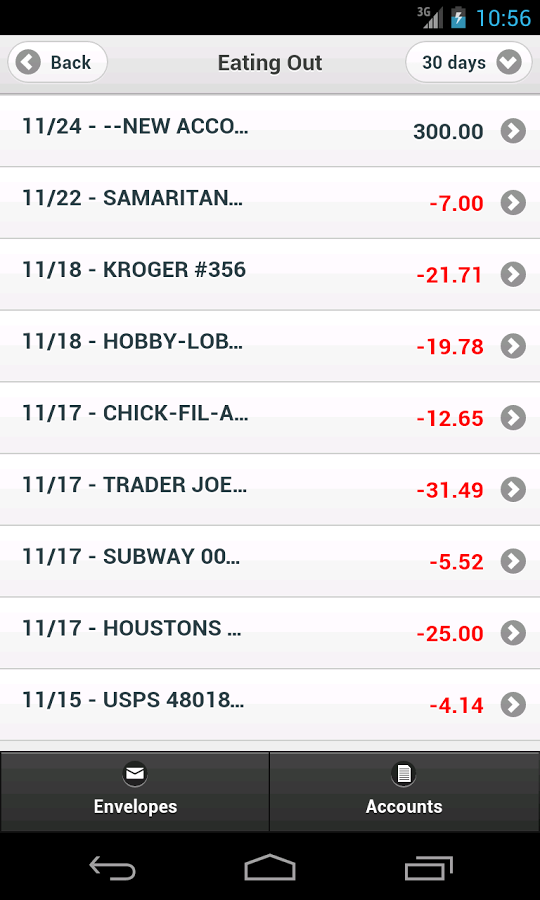 3G 10:56
Back Eating Out 30 days
11/24 - --NEW ACCO... 300.00
11/22 - SAMARITAN... -7.00
11/18 - KROGER #356 -21.71
11/18 - HOBBY-LOB... -19.78
11/17 - CHICK-FIL-A... -12.65
11/17 - TRADER JOE... -31.49
11/17 - SUBWAY 00... -5.52
11/17 - HOUSTONS ... -25.00
11/15 - USPS 48018... -4.14
Envelopes Accounts